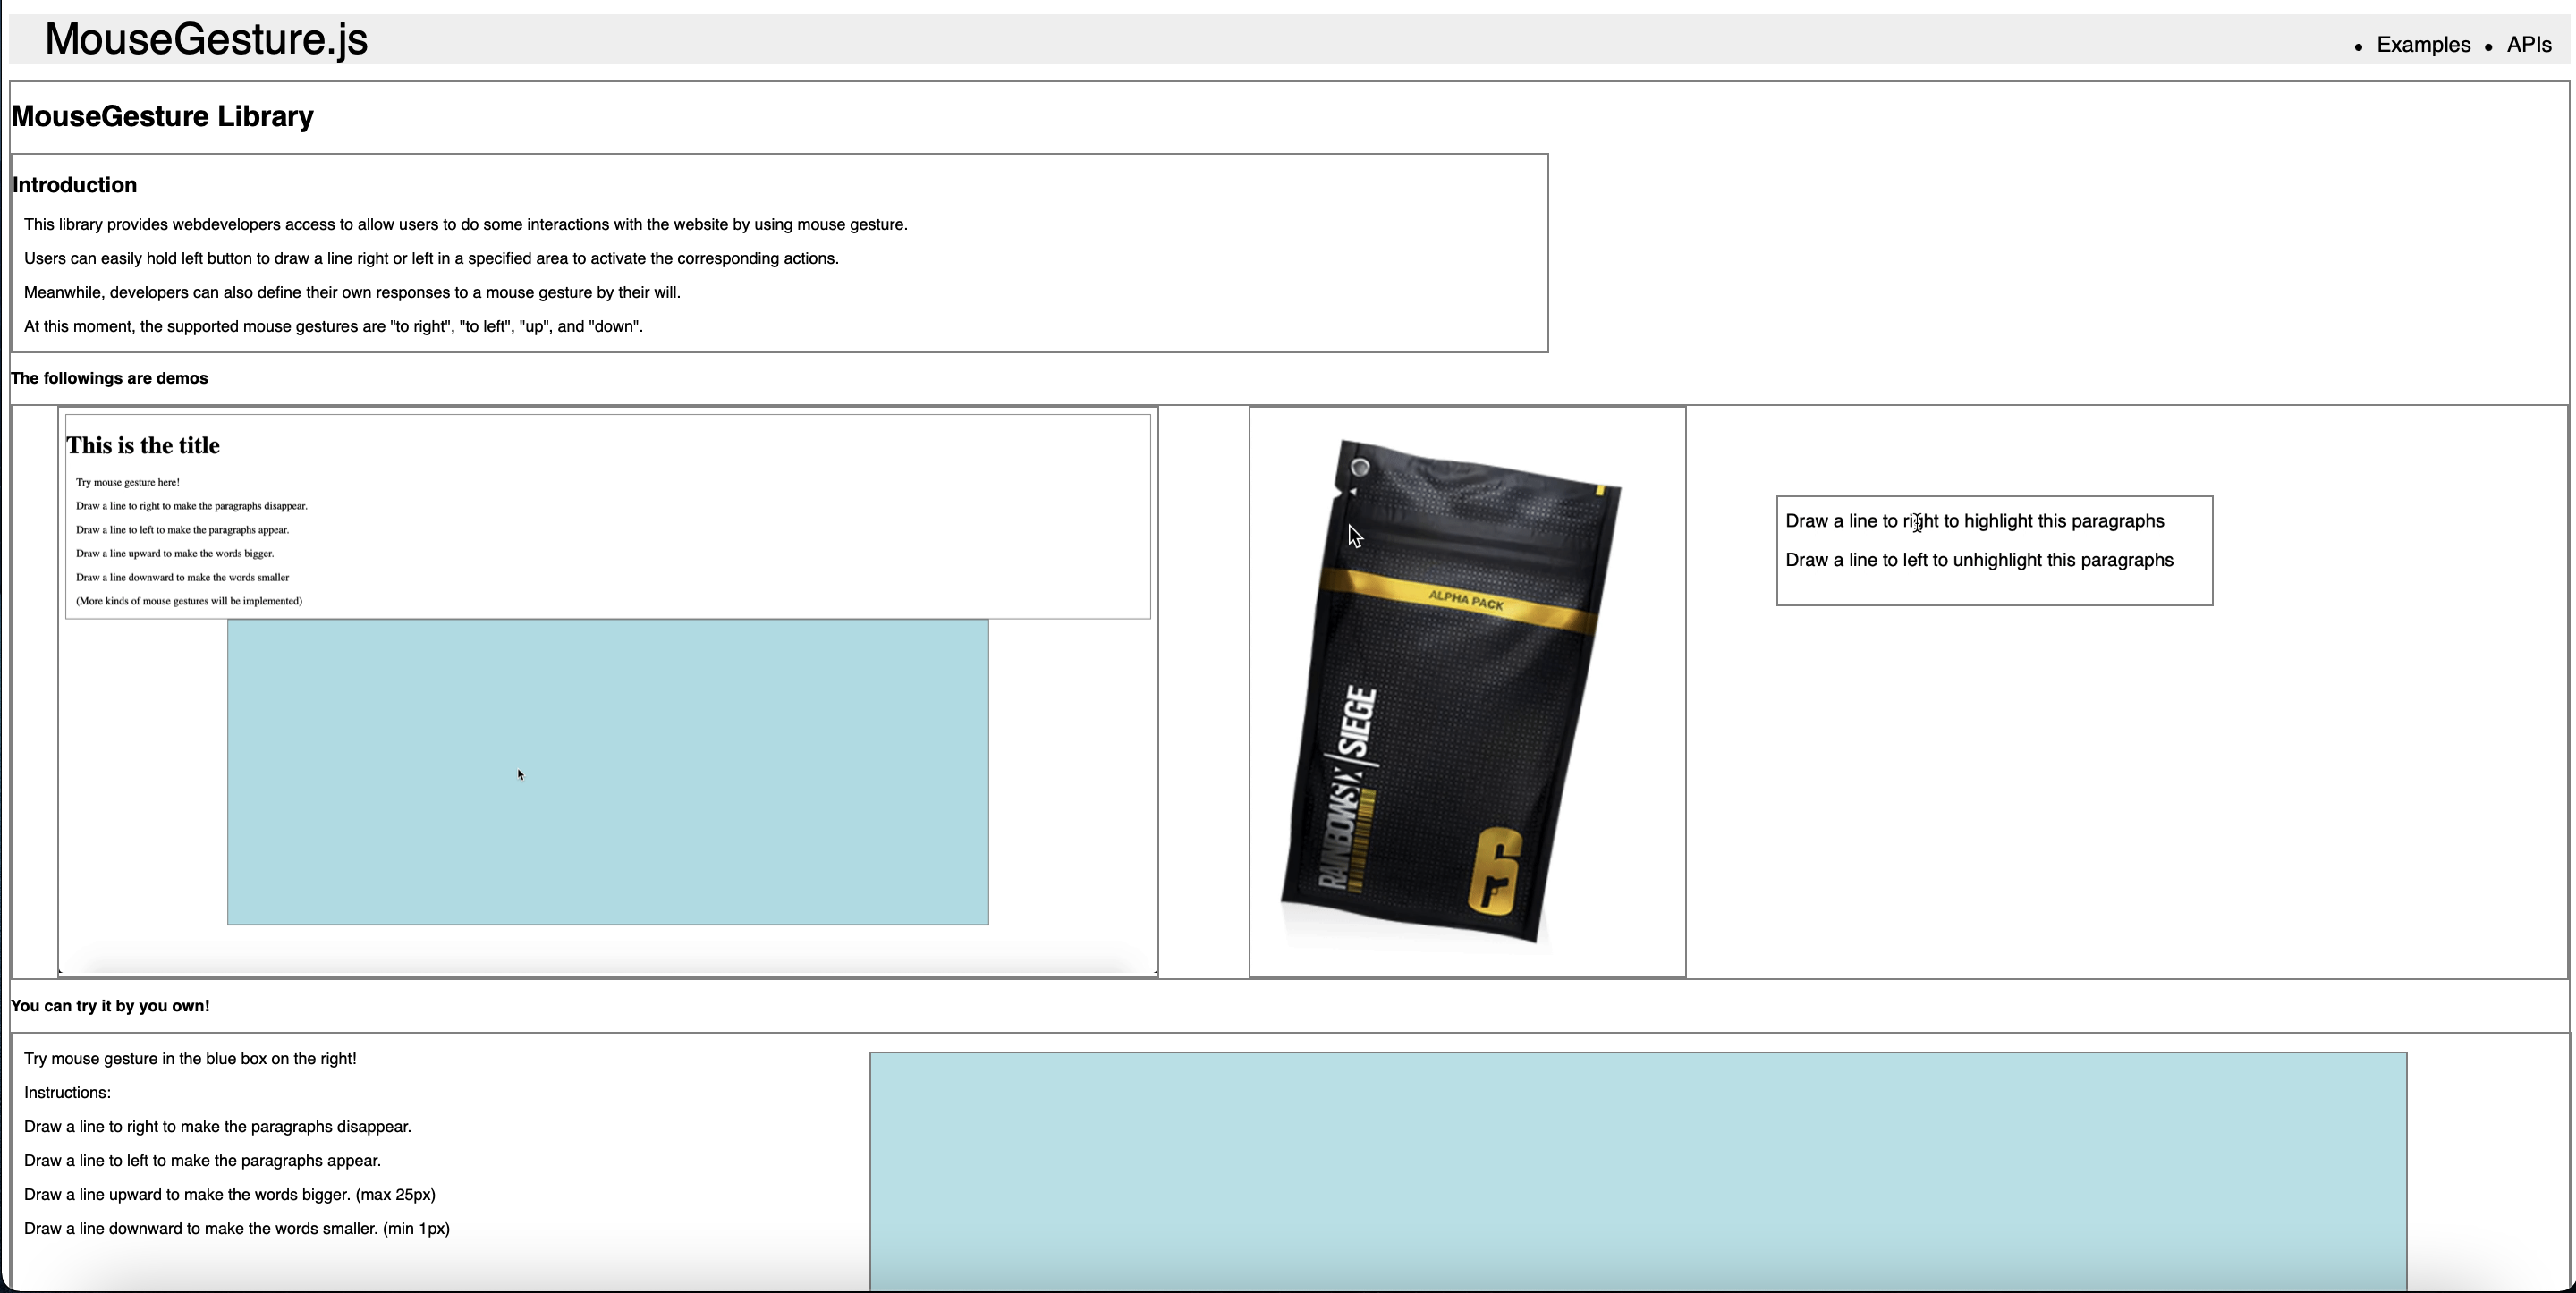 MouseGesture.js
• Examples • APIs
MouseGesture Library
Introduction
This library provides webdevelopers access to allow users to do some interactions with the website by using mouse gesture.
Users can easily hold left button to draw a line right or left in a specified area to activate the corresponding actions.
Meanwhile, developers can also define their own responses to a mouse gesture by their will.
At this moment, the supported mouse gestures are "to right", "to left", "up", and "down".
The followings are demos
This is the title
Try mouse gesture here!
Draw a line to right to make the paragraphs disappear.
Draw a line to left to make the paragraphs appear.
Draw a line upward to make the words bigger.
Draw a line downward to make the words smaller
(More kinds of mouse gestures will be implemented)
ALPHA PACK
RAINBOWSIX|SIEGE
6
Draw a line to right to highlight this paragraphs
Draw a line to left to unhighlight this paragraphs
You can try it by you own!
Try mouse gesture in the blue box on the right!
Instructions:
Draw a line to right to make the paragraphs disappear.
Draw a line to left to make the paragraphs appear.
Draw a line upward to make the words bigger. (max 25px)
Draw a line downward to make the words smaller. (min 1px)